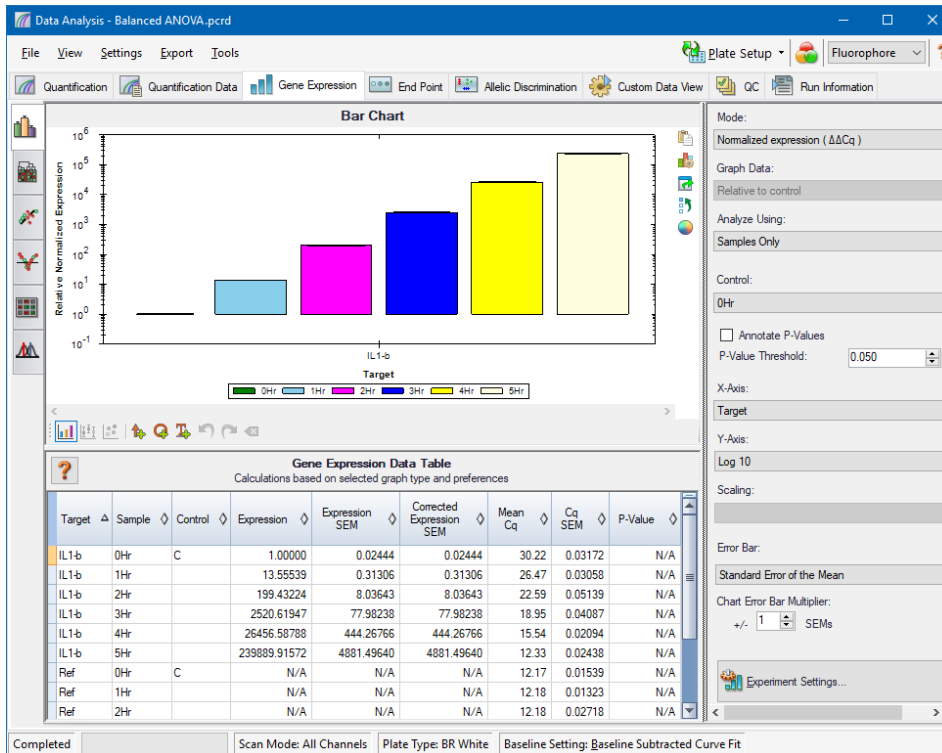 Data Analysis - Balanced ANOVA.pcrd
File View Settings Export Tools
Plate Setup Fluorophore
Quantification Quantification Data Gene Expression End Point Allelic Discrimination Custom Data View QC Run Information
Bar Chart
Relative Normalized Expression
10^6
10^5
10^4
10^3
10^2
10^1
10^0
10^-1
IL1-b
Target
0Hr 1Hr 2Hr 3Hr 4Hr 5Hr
Gene Expression Data Table
Calculations based on selected graph type and preferences
Target Sample Control Expression Expression SEM Corrected Expression SEM Mean Cq Cq SEM P-Value
IL1-b 0Hr C 1.00000 0.02444 0.02444 30.22 0.03172 N/A
IL1-b 1Hr 13.55539 0.31306 0.31306 26.47 0.03058 N/A
IL1-b 2Hr 199.43224 8.03643 8.03643 22.59 0.05139 N/A
IL1-b 3Hr 2520.61947 77.98238 77.98238 18.95 0.04087 N/A
IL1-b 4Hr 26456.58788 444.26766 444.26766 15.54 0.02094 N/A
IL1-b 5Hr 239889.91572 4881.49640 4881.49640 12.33 0.02438 N/A
Ref 0Hr C N/A N/A N/A 12.17 0.01539 N/A
Ref 1Hr N/A N/A N/A 12.18 0.01323 N/A
Ref 2Hr N/A N/A N/A 12.18 0.02718 N/A
Mode:
Normalized expression ( ΔΔCq )
Graph Data:
Relative to control
Analyze Using:
Samples Only
Control:
0Hr
Annotate P-Values
P-Value Threshold: 0.050
X-Axis:
Target
Y-Axis:
Log 10
Scaling:
Error Bar:
Standard Error of the Mean
Chart Error Bar Multiplier:
+/- 1 SEMs
Experiment Settings...
Completed Scan Mode: All Channels Plate Type: BR White Baseline Setting: Baseline Subtracted Curve Fit